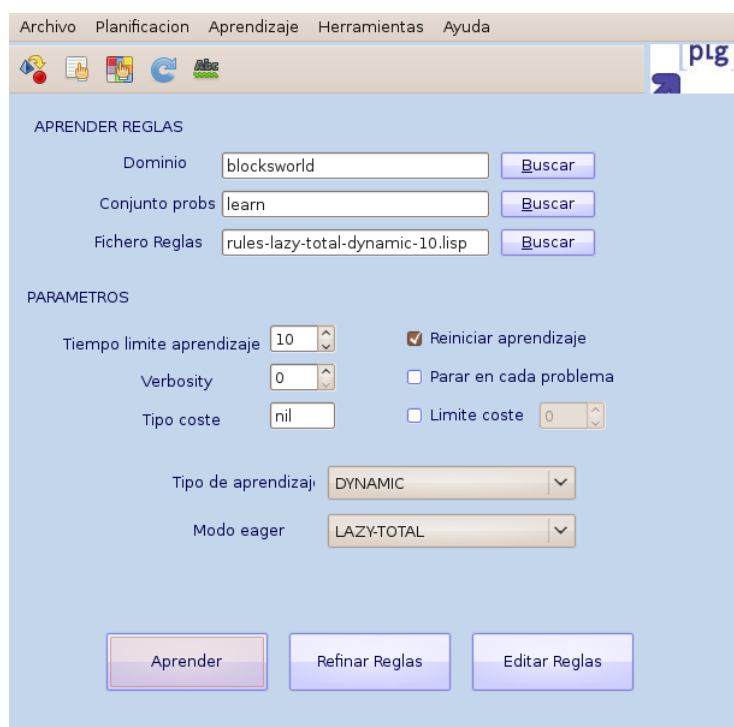 Archivo Planificacion Aprendizaje Herramientas Ayuda
Abc
plg
APRENDER REGLAS
Dominio blocksworld Buscar
Conjunto probs learn Buscar
Fichero Reglas rules-lazy-total-dynamic-10.lisp Buscar
PARAMETROS
Tiempo limite aprendizaje 10 Reiniciar aprendizaje
Verbosity 0 Parar en cada problema
Tipo coste nil Limite coste 0
Tipo de aprendizaj DYNAMIC
Modo eager LAZY-TOTAL
Aprender Refinar Reglas Editar Reglas